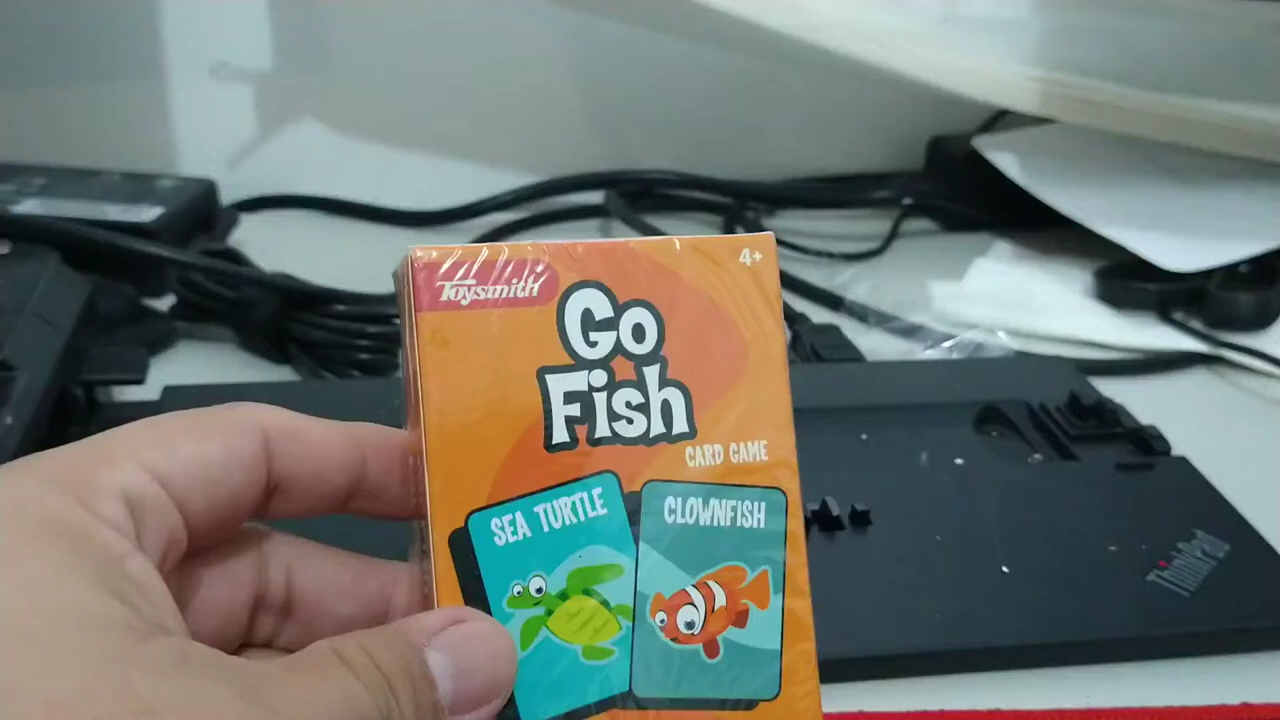 Toysmith
4+
Go
Fish
CARD GAME
SEA TURTLE
CLOWNFISH
ThinkPad